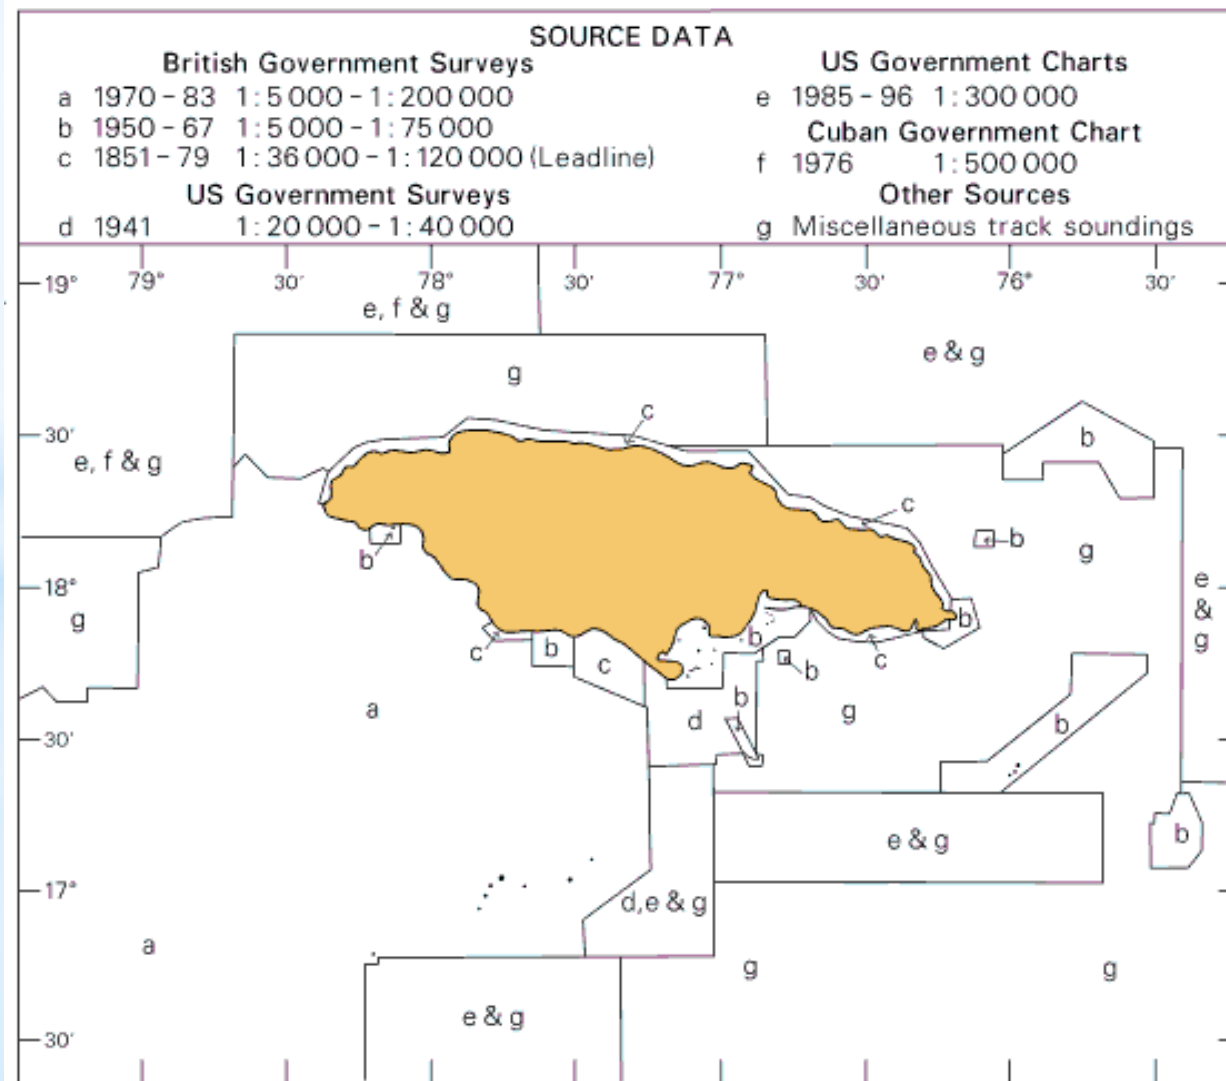 SOURCE DATA
British Government Surveys
a 1970 - 83 1:5 000 - 1:200 000
b 1950 - 67 1:5 000 - 1:75 000
c 1851 - 79 1:36 000 - 1:120 000 (Leadline)
US Government Surveys
d 1941 1:20 000 - 1:40 000
US Government Charts
e 1985 - 96 1:300 000
Cuban Government Chart
f 1976 1:500 000
Other Sources
g Miscellaneous track soundings
19° 79° 30′ 78° 30′ 77° 30′ 76° 30′
e, f & g
e & g
g
c
30′
b
e, f & g
c
b
b
g
18°
e
&
g
g
b
b
c
b
c
c
b
a
b
d
g
b
30′
b
e & g
17°
d,e & g
a
g
g
e & g
30′